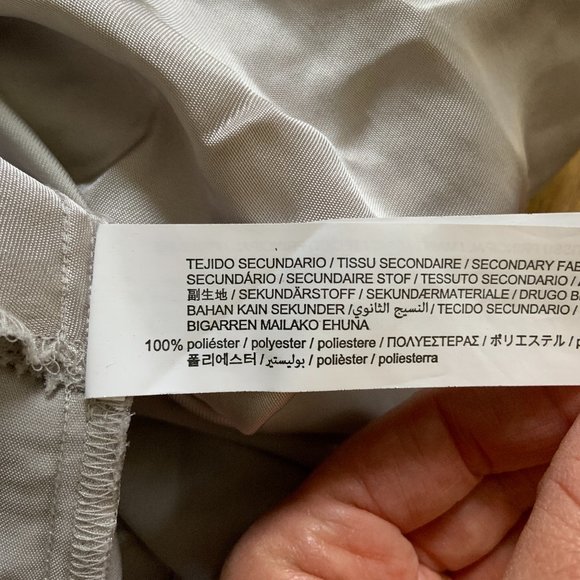 TEJIDO SECUNDARIO / TISSU SECONDAIRE / SECONDARY
SECUNDÁRIO / SECUNDAIRE STOF / TESSUTO SECONDARIO /
副生地 / SEKUNDÄRSTOFF / SEKUNDÆRMATERIALE / DRUGO
BAHAN KAIN SEKUNDER / النسيج الثانوي / TECIDO SECUNDARIO /
BIGARREN MAILAKO EHUNA
100% poliéster / polyester / poliestere / ΠΟΛΥΕΣΤΕΡΑΣ / ポリエステル /
폴리에스터 / بوليستير / polièster / poliesterra